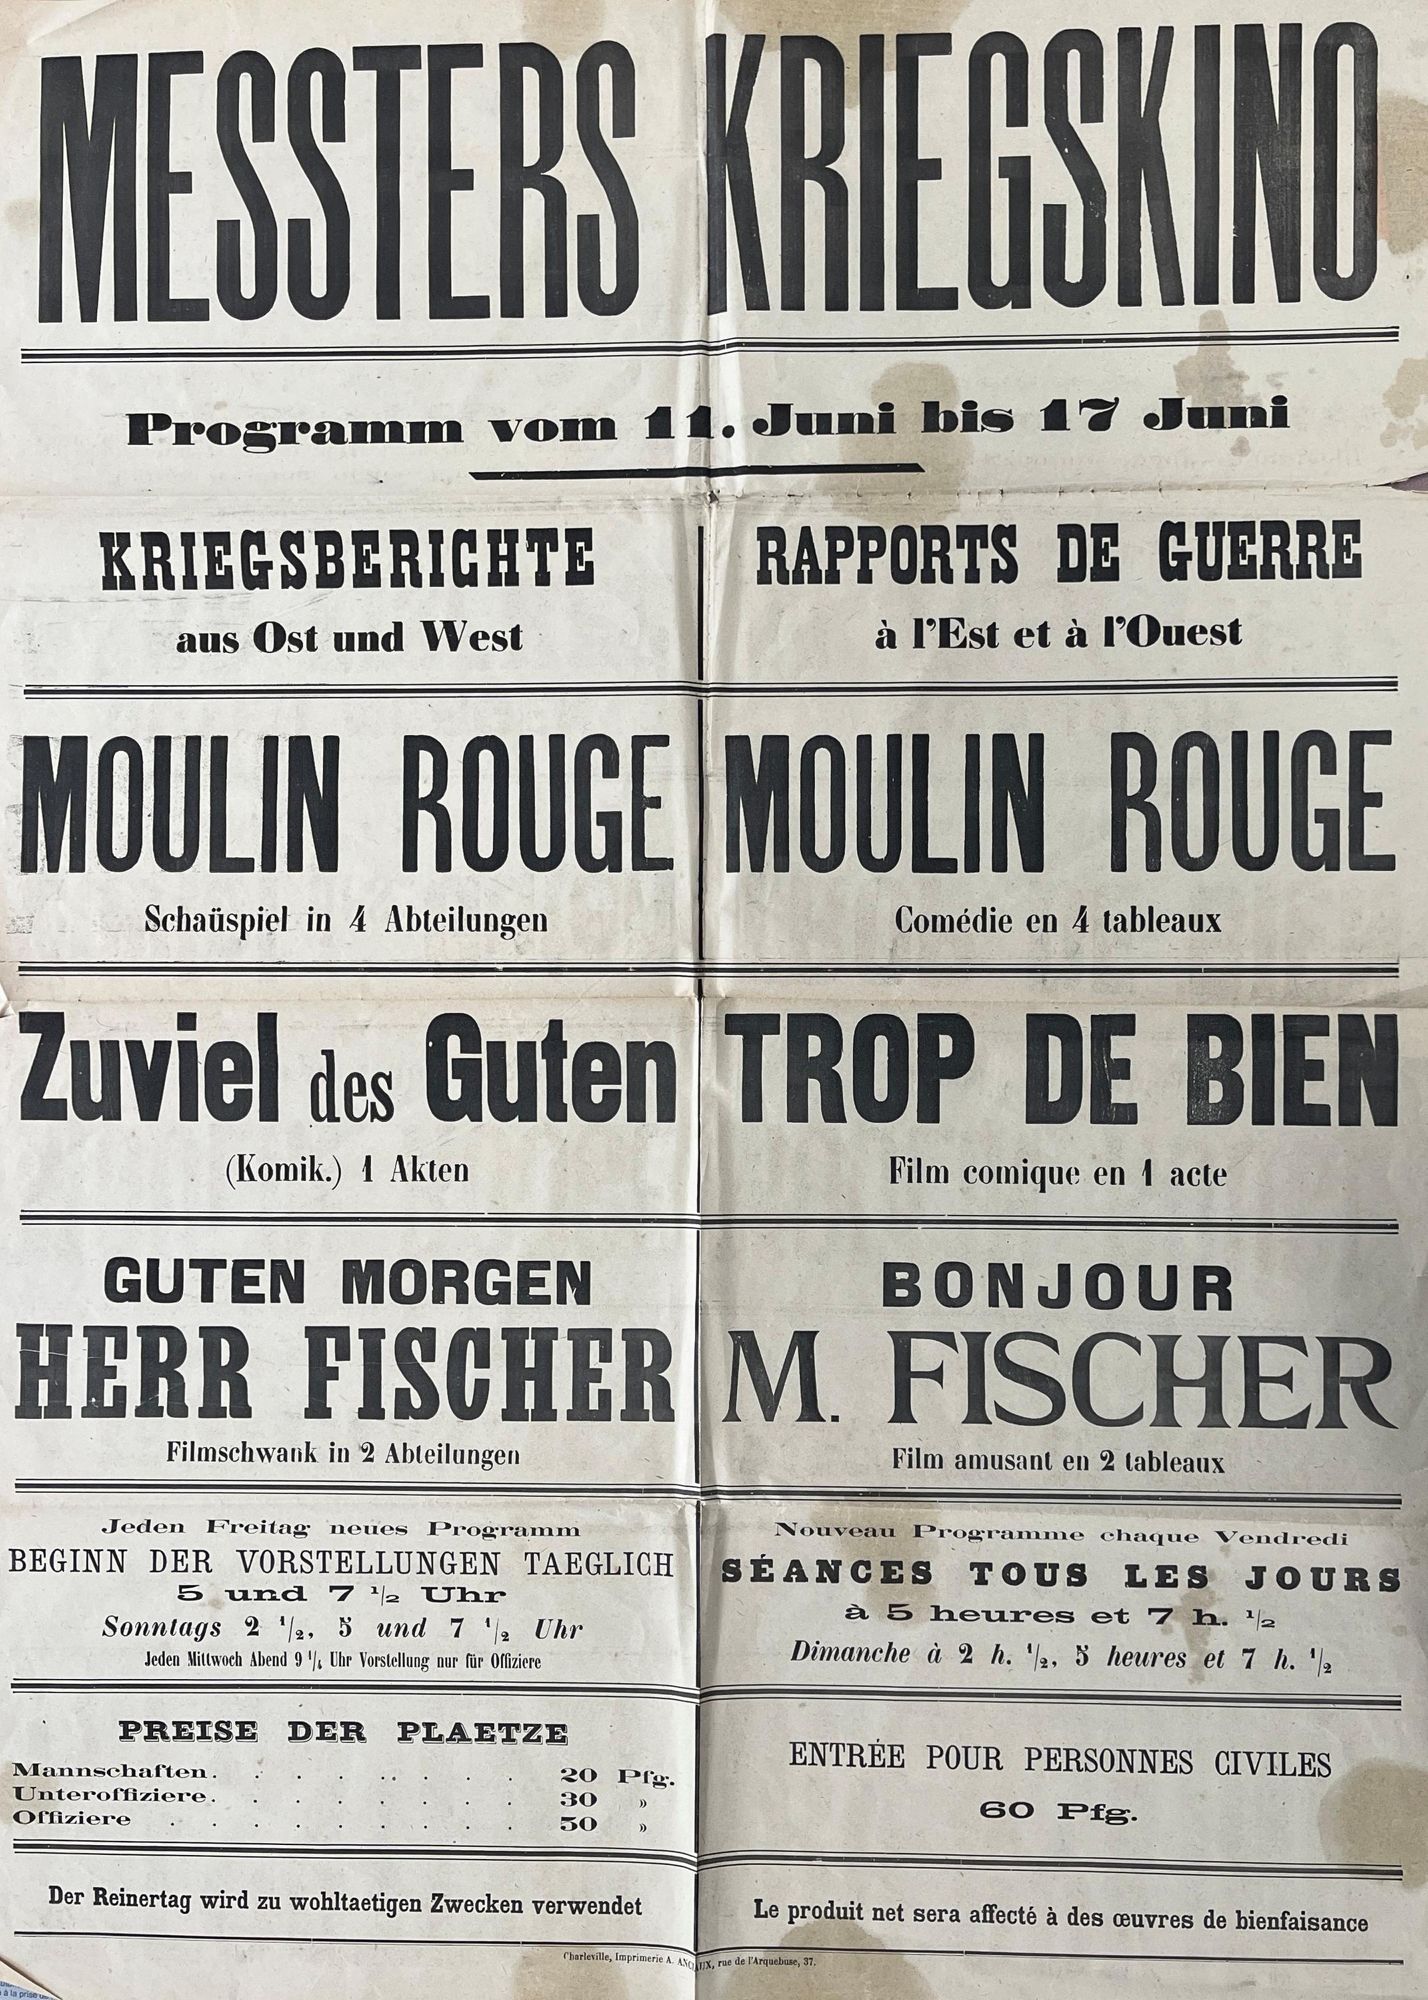 MESSTERS KRIEGSKINO
Programm vom 11. Juni bis 17 Juni
KRIEGSBERICHTE
aus Ost und West
RAPPORTS DE GUERRE
à l'Est et à l'Ouest
MOULIN ROUGE
Schaüspiel in 4 Abteilungen
MOULIN ROUGE
Comédie en 4 tableaux
Zuviel des Guten
(Komik.) 1 Akten
TROP DE BIEN
Film comique en 1 acte
GUTEN MORGEN
HERR FISCHER
Filmschwank in 2 Abteilungen
BONJOUR
M. FISCHER
Film amusant en 2 tableaux
Jeden Freitag neues Programm
BEGINN DER VORSTELLUNGEN TAEGLICH
5 und 7 1/2 Uhr
Sonntags 2 1/2, 5 und 7 1/2 Uhr
Jeden Mittwoch Abend 9 1/4 Uhr Vorstellung nur für Offiziere
Nouveau Programme chaque Vendredi
SÉANCES TOUS LES JOURS
à 5 heures et 7 h. 1/2
Dimanche à 2 h. 1/2, 5 heures et 7 h. 1/2
PREISE DER PLAETZE
Mannschaften . . . . . . . . 20 Pfg.
Unteroffiziere . . . . . . . . 30 »
Offiziere . . . . . . . . 50 »
ENTRÉE POUR PERSONNES CIVILES
60 Pfg.
Der Reinertag wird zu wohltaetigen Zwecken verwendet
Le produit net sera affecté à des œuvres de bienfaisance
Charleville, Imprimerie A. ANCIAUX, rue de l'Arquebuse, 37.
à la prise